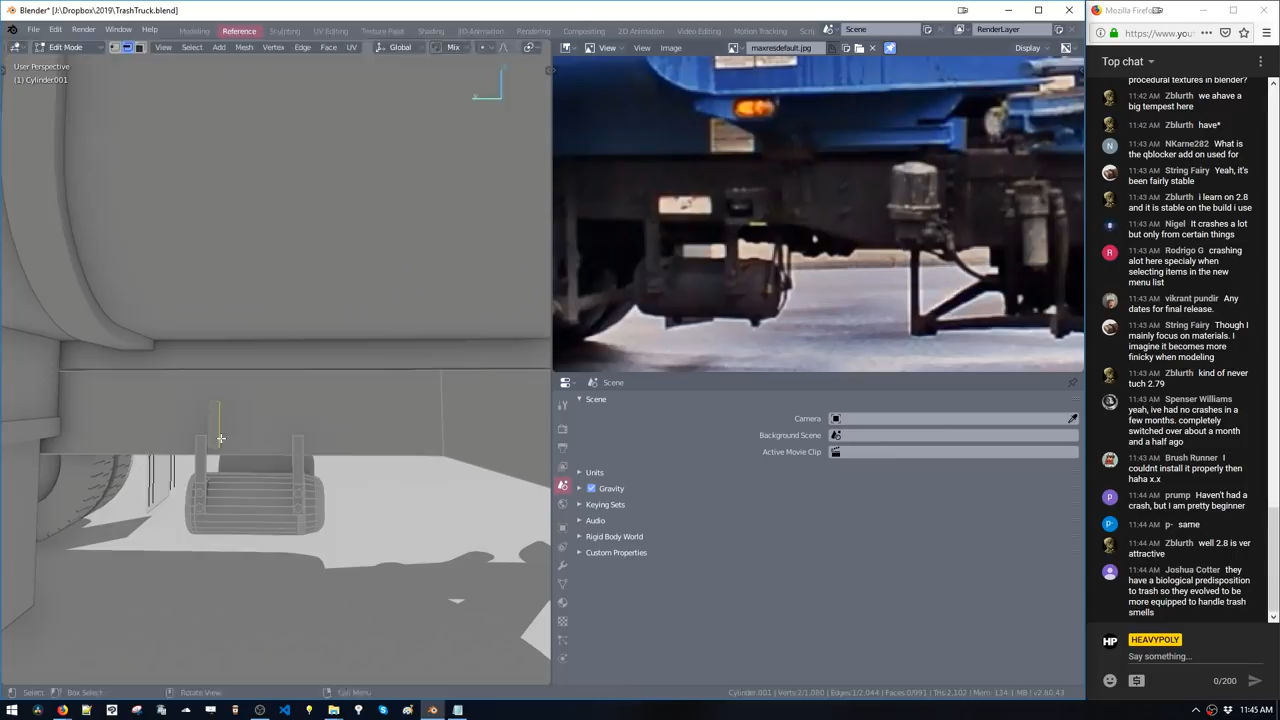 Blender* [J:\Dropbox\2019\TrashTruck.blend]
File Edit Render Window Help Modeling Reference Sculpting UV Editing Texture Paint Shading Animation Rendering Compositing 2D Animation Video Editing Motion Tracking Scri Scene RenderLayer
Edit Mode View Select Add Mesh Vertex Edge Face UV Global Mix View View Image maxresdefault.jpg Display
User Perspective
(1) Cylinder.001
Scene
Scene
Camera
Background Scene
Active Movie Clip
Units
Gravity
Keying Sets
Audio
Rigid Body World
Custom Properties
Select Box Select Rotate View Call Menu
Cylinder.001 | Verts:2/1,080 | Edges:1/2,044 | Faces:0/991 | Tris:2,102 | Mem: 1.34
MB | v2.80.43
Mozilla Firefox
https://www.you
Top chat
procedural textures in blender?
11:42 AM Zblurth we ahave a
big tempest here
11:42 AM Zblurth have*
11:43 AM NKarne282 What is
the qblocker add on used for
11:43 AM String Fairy Yeah, it's
been fairly stable
11:43 AM Zblurth i learn on 2.8
and it is stable on the build i use
11:43 AM Nigel It crashes a lot
but only from certain things
11:43 AM Rodrigo G crashing
alot here specialy when
selecting items in the new
menu list
11:43 AM vikrant pundir Any
dates for final release.
11:43 AM String Fairy Though I
mainly focus on materials. I
imagine it becomes more
finicky when modeling
11:43 AM Zblurth kind of never
tuch 2.79
11:43 AM Spenser Williams
yeah, ive had no crashes in a
few months. completely
switched over about a month
and a half ago
11:43 AM Brush Runner I
couldnt install it properly then
haha x.x
11:44 AM prump Haven't had a
crash, but I am pretty beginner
11:44 AM p- same
11:44 AM Zblurth well 2.8 is ver
attractive
11:44 AM Joshua Cotter they
have a biological predisposition
to trash so they evolved to be
more equipped to handle trash
smells
HP HEAVYPOLY
Say something...
0/200
11:45 AM